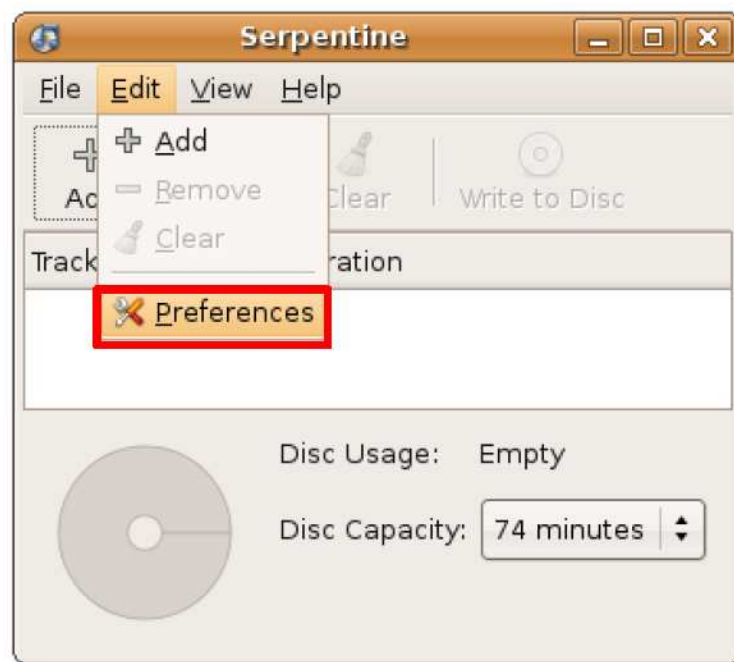 Serpentine
File Edit View Help
Add
Remove
Clear
Preferences
Ad
Clear
Write to Disc
Track
ration
Disc Usage: Empty
Disc Capacity: 74 minutes